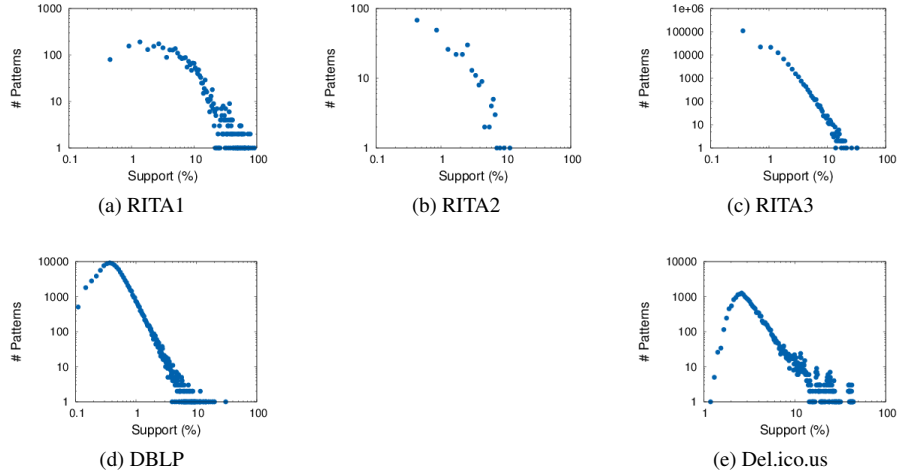 1000
100
10
1
# Patterns
0.1 1 10 100
Support (%)
(a) RITA1
100
10
1
# Patterns
0.1 1 10 100
Support (%)
(b) RITA2
1e+06
100000
10000
1000
100
10
1
# Patterns
0.1 1 10 100
Support (%)
(c) RITA3
10000
1000
100
10
1
# Patterns
0.1 1 10 100
Support (%)
(d) DBLP
10000
1000
100
10
1
# Patterns
1 10 100
Support (%)
(e) Del.ico.us